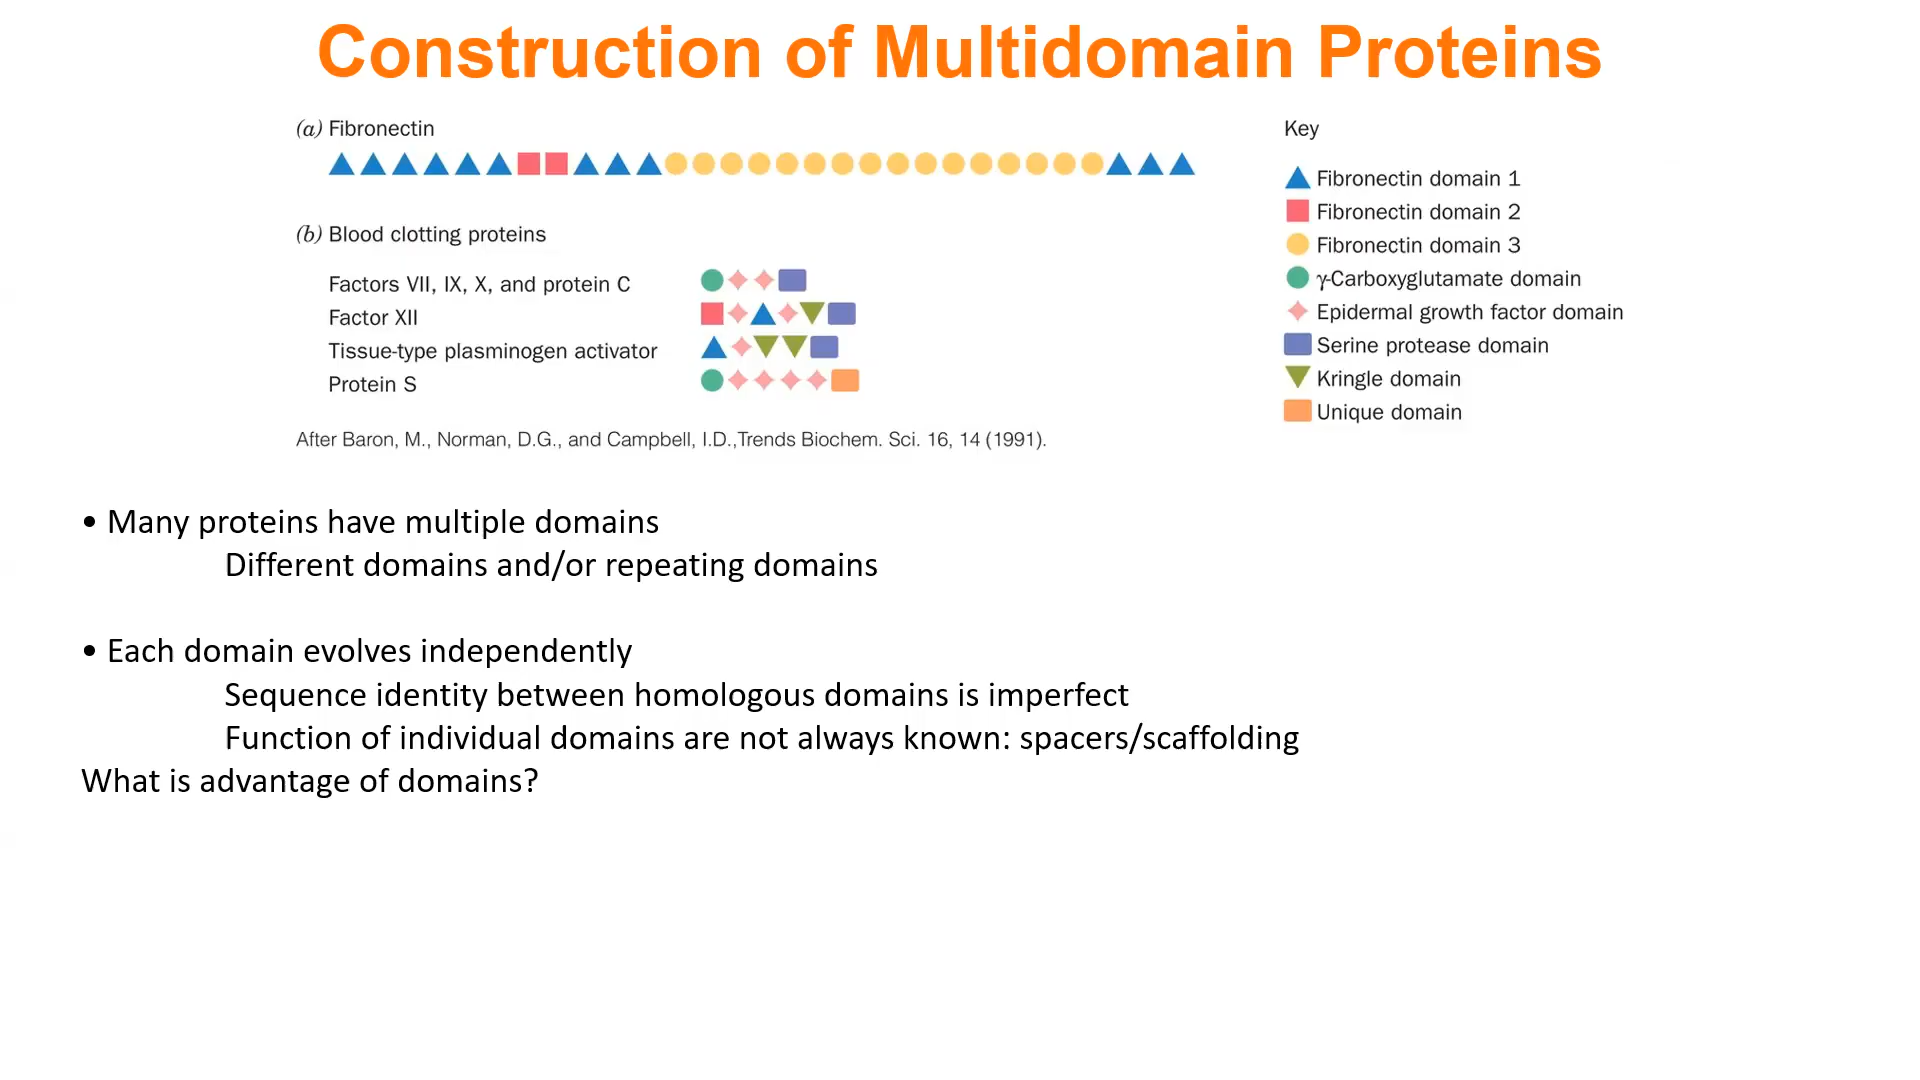 Construction of Multidomain Proteins
(a) Fibronectin
(b) Blood clotting proteins
Factors VII, IX, X, and protein C
Factor XII
Tissue-type plasminogen activator
Protein S
After Baron, M., Norman, D.G., and Campbell, I.D.,Trends Biochem. Sci. 16, 14 (1991).
Key
Fibronectin domain 1
Fibronectin domain 2
Fibronectin domain 3
γ-Carboxyglutamate domain
Epidermal growth factor domain
Serine protease domain
Kringle domain
Unique domain
• Many proteins have multiple domains
Different domains and/or repeating domains
• Each domain evolves independently
Sequence identity between homologous domains is imperfect
Function of individual domains are not always known: spacers/scaffolding
What is advantage of domains?